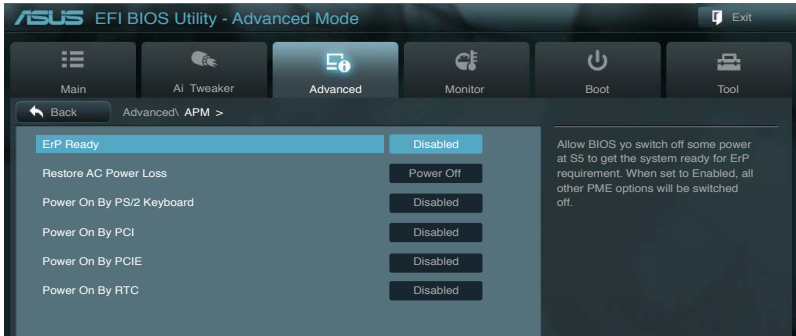 ASUS EFI BIOS Utility - Advanced Mode
Exit
Main
Ai Tweaker
Advanced
Monitor
Boot
Tool
Back
Advanced\ APM >
ErP Ready Disabled
Restore AC Power Loss Power Off
Power On By PS/2 Keyboard Disabled
Power On By PCI Disabled
Power On By PCIE Disabled
Power On By RTC Disabled
Allow BIOS yo switch off some power
at S5 to get the system ready for ErP
requirement. When set to Enabled, all
other PME options will be switched
off.